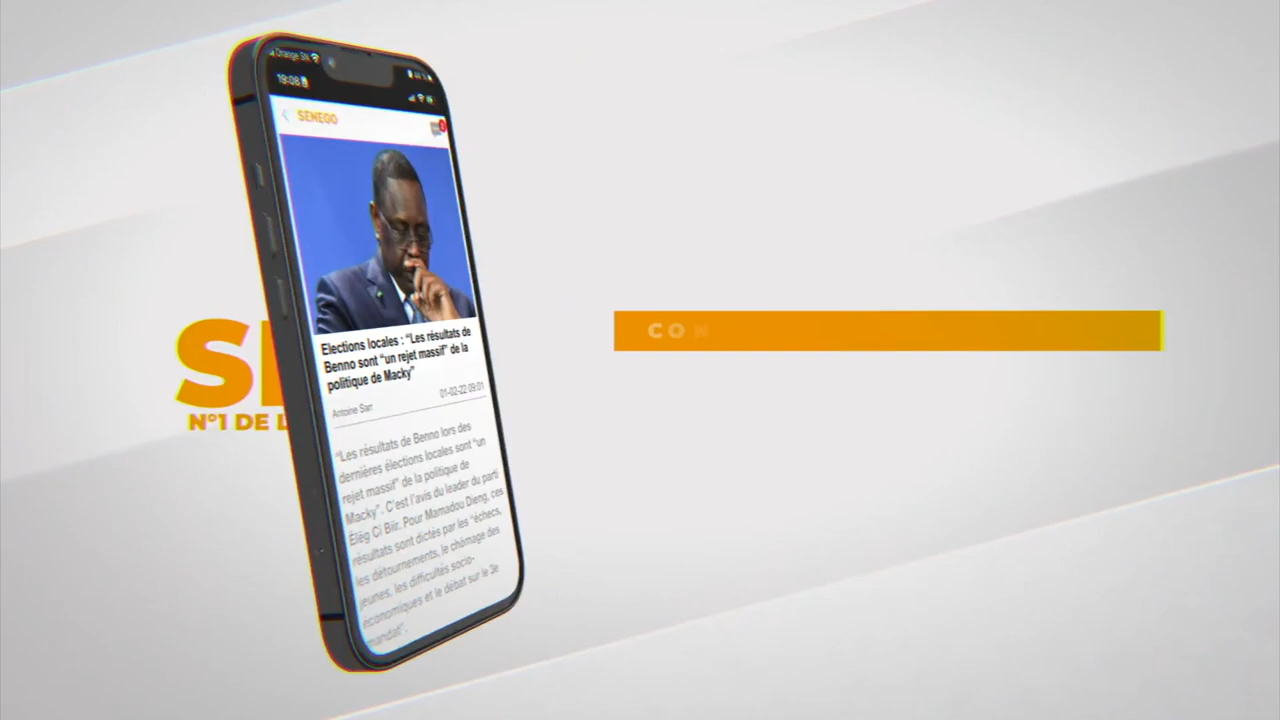 Orange SN
19:08
SENEGO
2
Elections locales : “Les résultats de
Benno sont “un rejet massif” de la
politique de Macky”
Antoine Sarr
01-02-22 09:01
“Les résultats de Benno lors des
dernières élections locales sont “un
rejet massif” de la politique de
Macky”. C’est l’avis du leader du parti
Élèg Ci Biir. Pour Mamadou Dieng, ces
résultats sont dictés par les “échecs,
les détournements, le chômage des
jeunes, les difficultés socio-
économiques et le débat sur le 3e
mandat”.
SE
N°1 DE L
CON